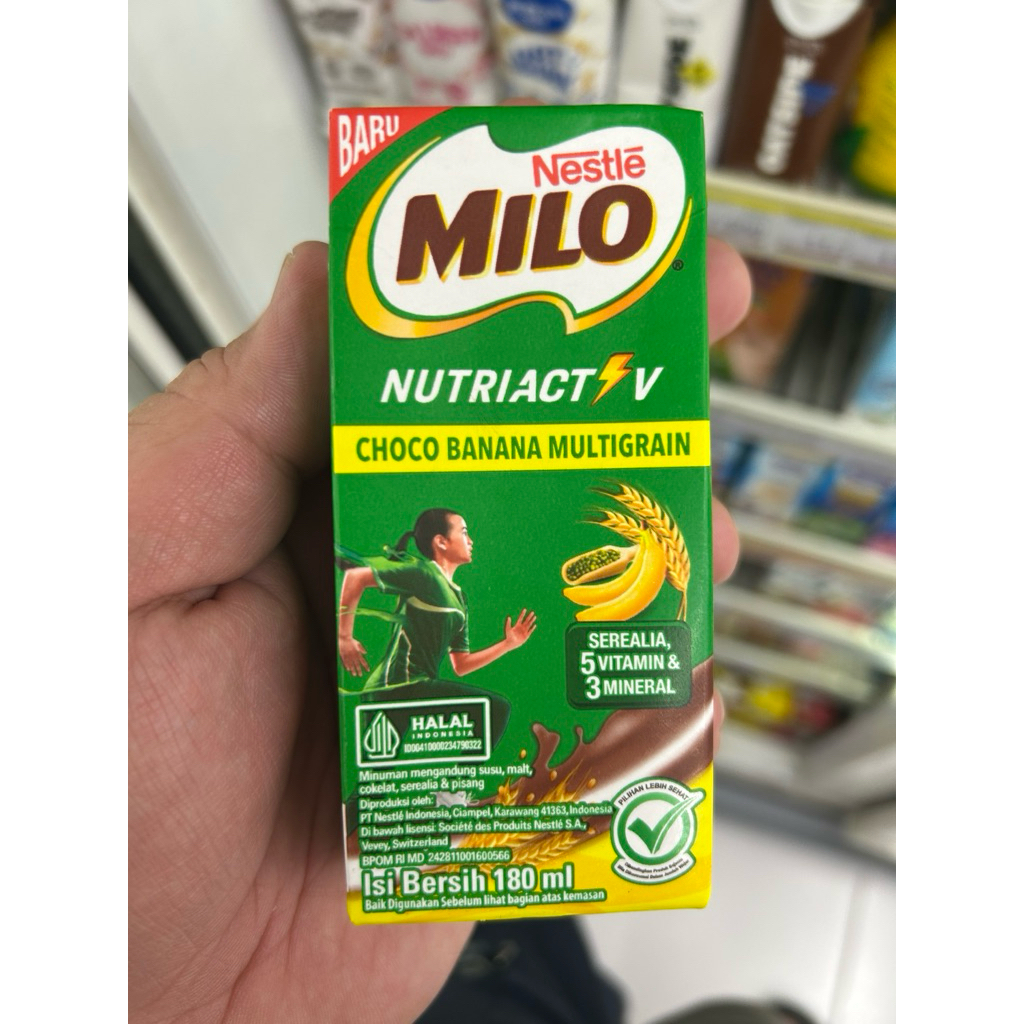 BARU
Nestlé
MILO
®
NUTRIACTV
CHOCO BANANA MULTIGRAIN
SEREALIA,
5 VITAMIN &
3 MINERAL
HALAL
INDONESIA
ID00410000234790322
Minuman mengandung susu, malt,
cokelat, serealia & pisang
Diproduksi oleh:
PT Nestlé Indonesia, Ciampel, Karawang 41363, Indonesia
Di bawah lisensi: Société des Produits Nestlé S.A.,
Vevey, Switzerland
BPOM RI MD 242811001600566
Isi Bersih 180 ml
Baik Digunakan Sebelum lihat bagian atas kemasan
PILIHAN LEBIH SEHAT